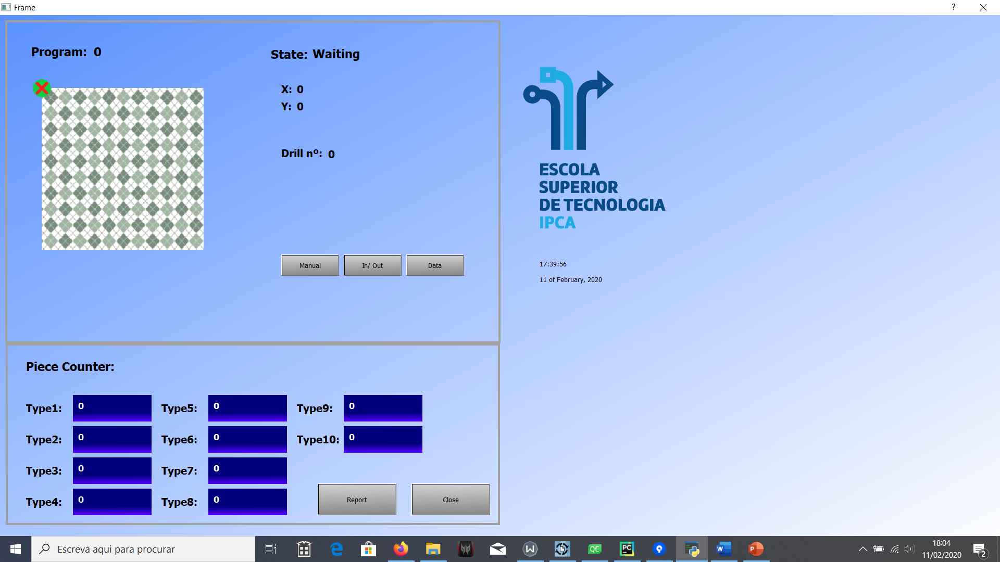 Frame
?
Program: 0
State: Waiting
X: 0
Y: 0
Drill nº: 0
Manual
In/ Out
Data
ESCOLA
SUPERIOR
DE TECNOLOGIA
IPCA
17:39:56
11 of February, 2020
Piece Counter:
Type1: 0
Type5: 0
Type9: 0
Type2: 0
Type6: 0
Type10: 0
Type3: 0
Type7: 0
Type4: 0
Type8: 0
Report
Close
Escreva aqui para procurar
QC
PC
W
P
18:04
11/02/2020
2